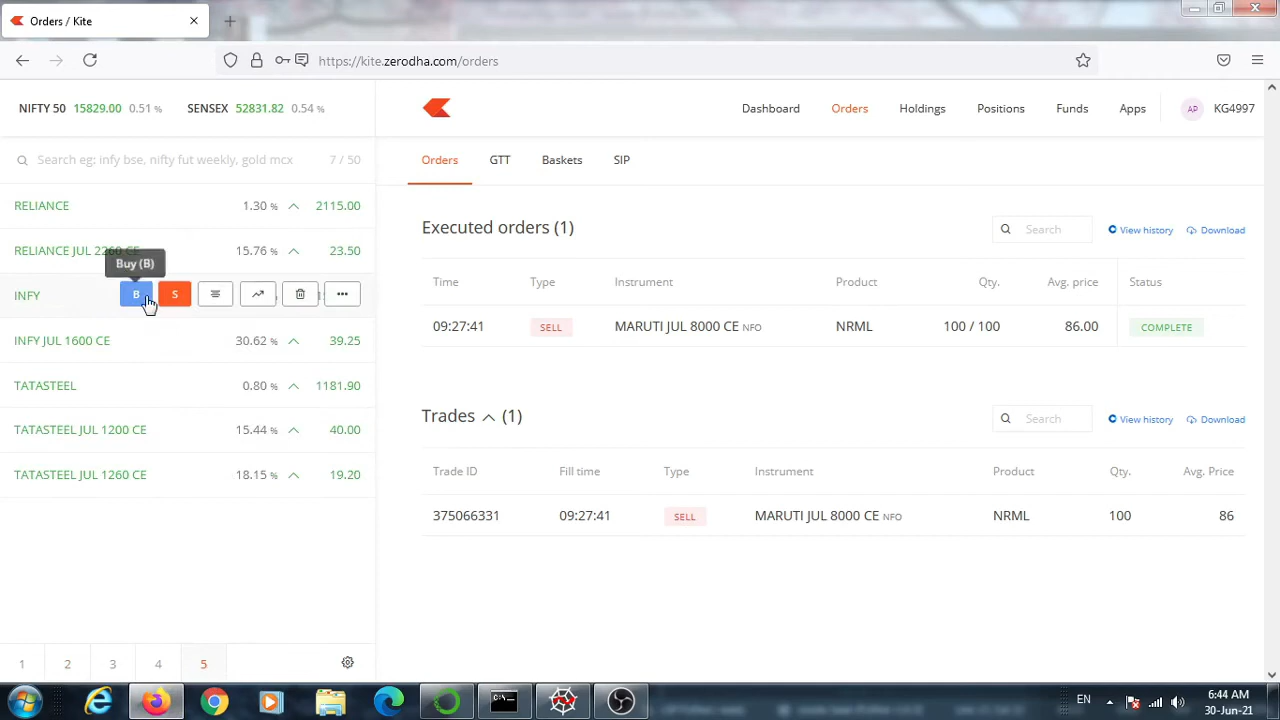 Orders / Kite
https://kite.zerodha.com/orders
NIFTY 50 15829.00 0.51 % SENSEX 52831.82 0.54 %
Dashboard Orders Holdings Positions Funds Apps AP KG4997
Search eg: infy bse, nifty fut weekly, gold mcx 7 / 50
Orders GTT Baskets SIP
RELIANCE 1.30 % 2115.00
RELIANCE JUL 2260 CE 15.76 % 23.50
Buy (B)
INFY B S
INFY JUL 1600 CE 30.62 % 39.25
TATASTEEL 0.80 % 1181.90
TATASTEEL JUL 1200 CE 15.44 % 40.00
TATASTEEL JUL 1260 CE 18.15 % 19.20
1 2 3 4 5
Executed orders (1) Search View history Download
Time Type Instrument Product Qty. Avg. price Status
09:27:41 SELL MARUTI JUL 8000 CE NFO NRML 100 / 100 86.00 COMPLETE
Trades (1) Search View history Download
Trade ID Fill time Type Instrument Product Qty. Avg. Price
375066331 09:27:41 SELL MARUTI JUL 8000 CE NFO NRML 100 86
EN 6:44 AM
30-Jun-21